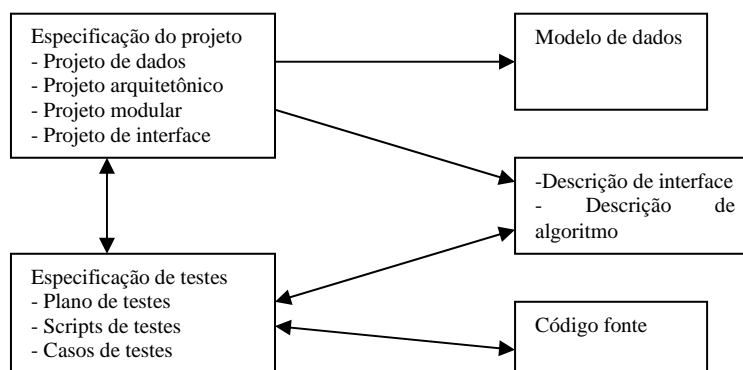 Especificação do projeto
- Projeto de dados
- Projeto arquitetônico
- Projeto modular
- Projeto de interface
Modelo de dados
-Descrição de interface
- Descrição de
algoritmo
Especificação de testes
- Plano de testes
- Scripts de testes
- Casos de testes
Código fonte